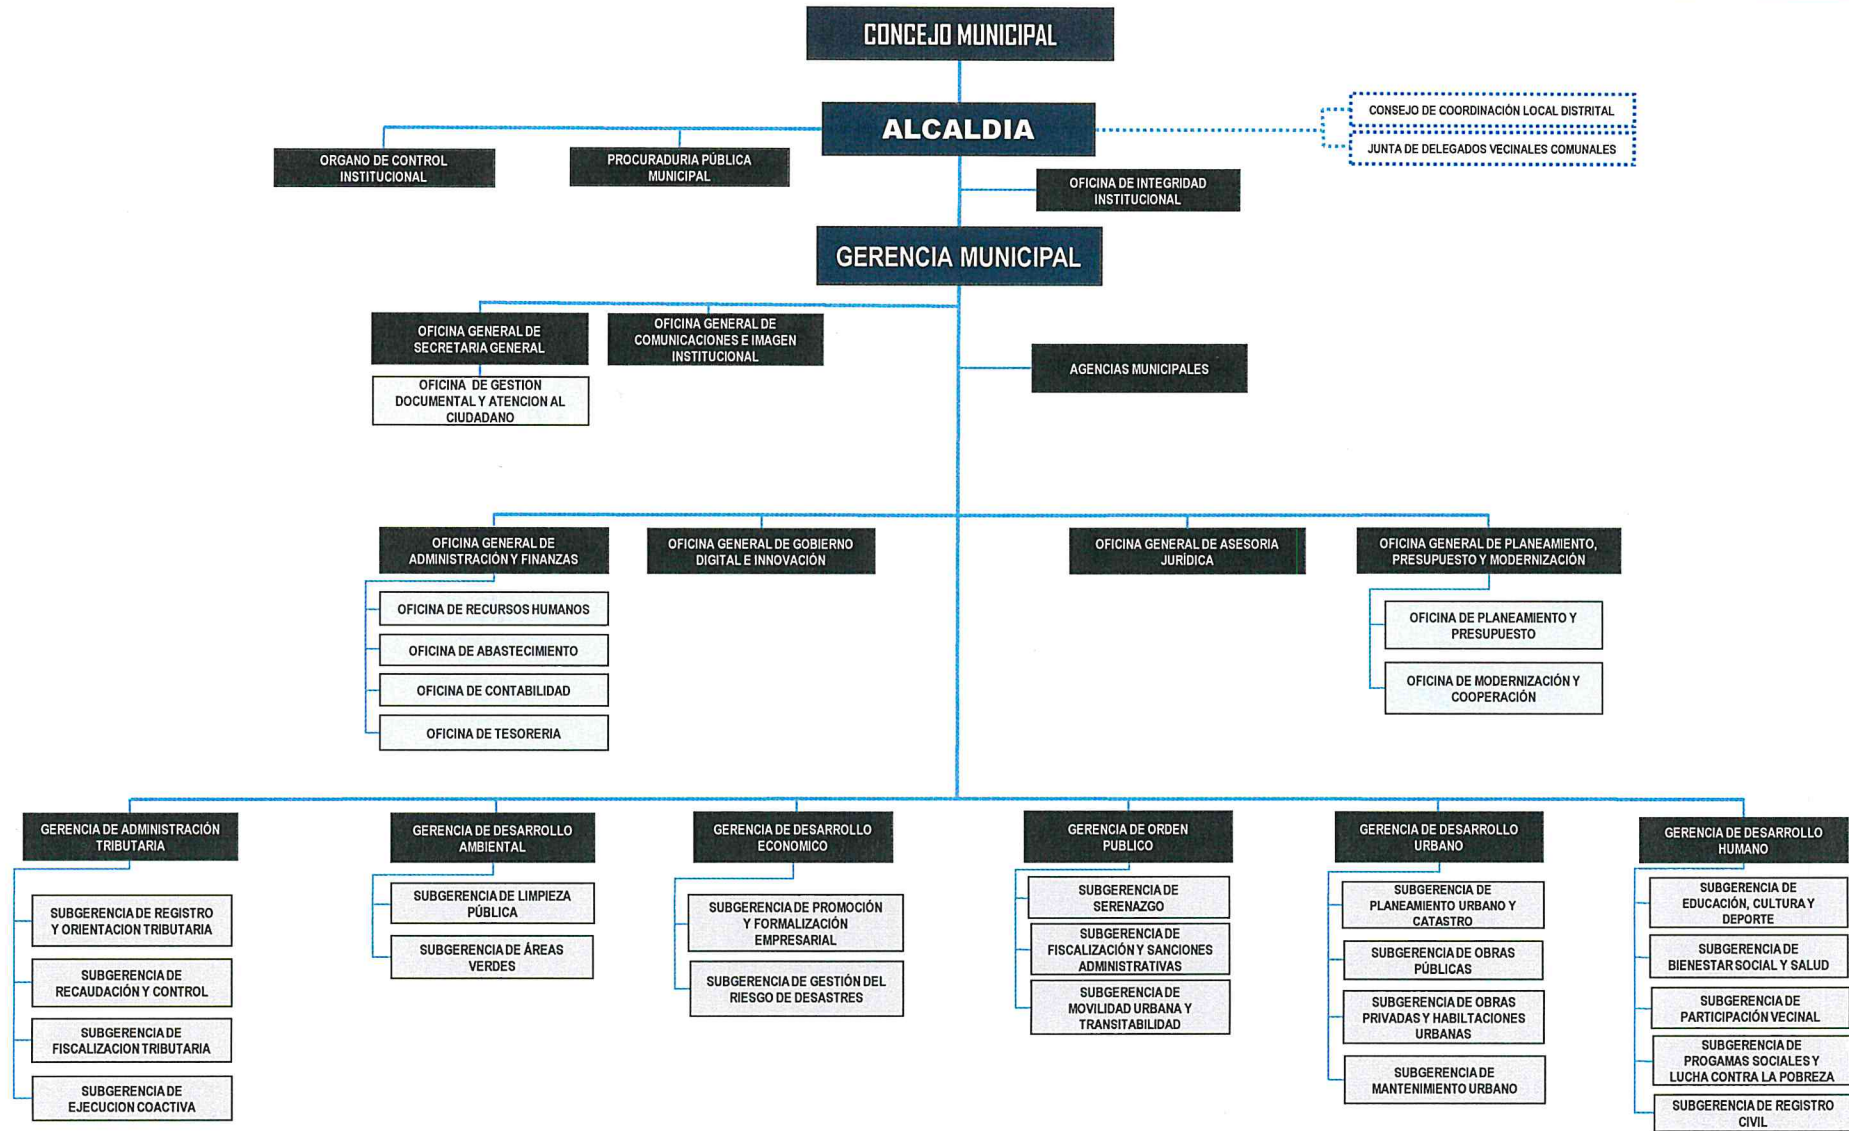 CONCEJO MUNICIPAL
ALCALDIA
CONSEJO DE COORDINACIÓN LOCAL DISTRITAL
JUNTA DE DELEGADOS VECINALES COMUNALES
ORGANO DE CONTROL
INSTITUCIONAL
PROCURADURIA PÚBLICA
MUNICIPAL
OFICINA DE INTEGRIDAD
INSTITUCIONAL
GERENCIA MUNICIPAL
OFICINA GENERAL DE
SECRETARIA GENERAL
OFICINA GENERAL DE
COMUNICACIONES E IMAGEN
INSTITUCIONAL
AGENCIAS MUNICIPALES
OFICINA DE GESTION
DOCUMENTAL Y ATENCION AL
CIUDADANO
OFICINA GENERAL DE
ADMINISTRACIÓN Y FINANZAS
OFICINA GENERAL DE GOBIERNO
DIGITAL E INNOVACIÓN
OFICINA GENERAL DE ASESORIA
JURÍDICA
OFICINA GENERAL DE PLANEAMIENTO,
PRESUPUESTO Y MODERNIZACIÓN
OFICINA DE RECURSOS HUMANOS
OFICINA DE ABASTECIMIENTO
OFICINA DE CONTABILIDAD
OFICINA DE TESORERIA
OFICINA DE PLANEAMIENTO Y
PRESUPUESTO
OFICINA DE MODERNIZACIÓN Y
COOPERACIÓN
GERENCIA DE ADMINISTRACIÓN
TRIBUTARIA
SUBGERENCIA DE REGISTRO
Y ORIENTACION TRIBUTARIA
SUBGERENCIA DE
RECAUDACIÓN Y CONTROL
SUBGERENCIA DE
FISCALIZACION TRIBUTARIA
SUBGERENCIA DE
EJECUCION COACTIVA
GERENCIA DE DESARROLLO
AMBIENTAL
SUBGERENCIA DE LIMPIEZA
PÚBLICA
SUBGERENCIA DE ÁREAS
VERDES
GERENCIA DE DESARROLLO
ECONOMICO
SUBGERENCIA DE PROMOCIÓN
Y FORMALIZACIÓN
EMPRESARIAL
SUBGERENCIA DE GESTIÓN DEL
RIESGO DE DESASTRES
GERENCIA DE ORDEN
PUBLICO
SUBGERENCIA DE
SERENAZGO
SUBGERENCIA DE
FISCALIZACIÓN Y SANCIONES
ADMINISTRATIVAS
SUBGERENCIA DE
MOVILIDAD URBANA Y
TRANSITABILIDAD
GERENCIA DE DESARROLLO
URBANO
SUBGERENCIA DE
PLANEAMIENTO URBANO Y
CATASTRO
SUBGERENCIA DE OBRAS
PÚBLICAS
SUBGERENCIA DE OBRAS
PRIVADAS Y HABILTACIONES
URBANAS
SUBGERENCIA DE
MANTENIMIENTO URBANO
GERENCIA DE DESARROLLO
HUMANO
SUBGERENCIA DE
EDUCACIÓN, CULTURA Y
DEPORTE
SUBGERENCIA DE
BIENESTAR SOCIAL Y SALUD
SUBGERENCIA DE
PARTICIPACIÓN VECINAL
SUBGERENCIA DE
PROGAMAS SOCIALES Y
LUCHA CONTRA LA POBREZA
SUBGERENCIA DE REGISTRO
CIVIL